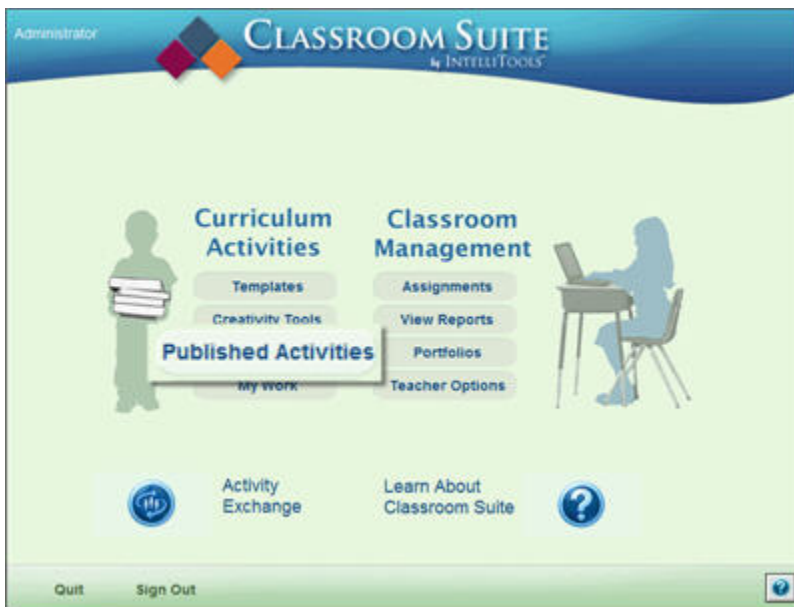 Administrator
CLASSROOM SUITE
by INTELLITOOLS
Curriculum
Activities
Templates
Creativity Tools
Published Activities
My Work
Classroom
Management
Assignments
View Reports
Portfolios
Teacher Options
Activity
Exchange
Learn About
Classroom Suite
?
Quit
Sign Out
?